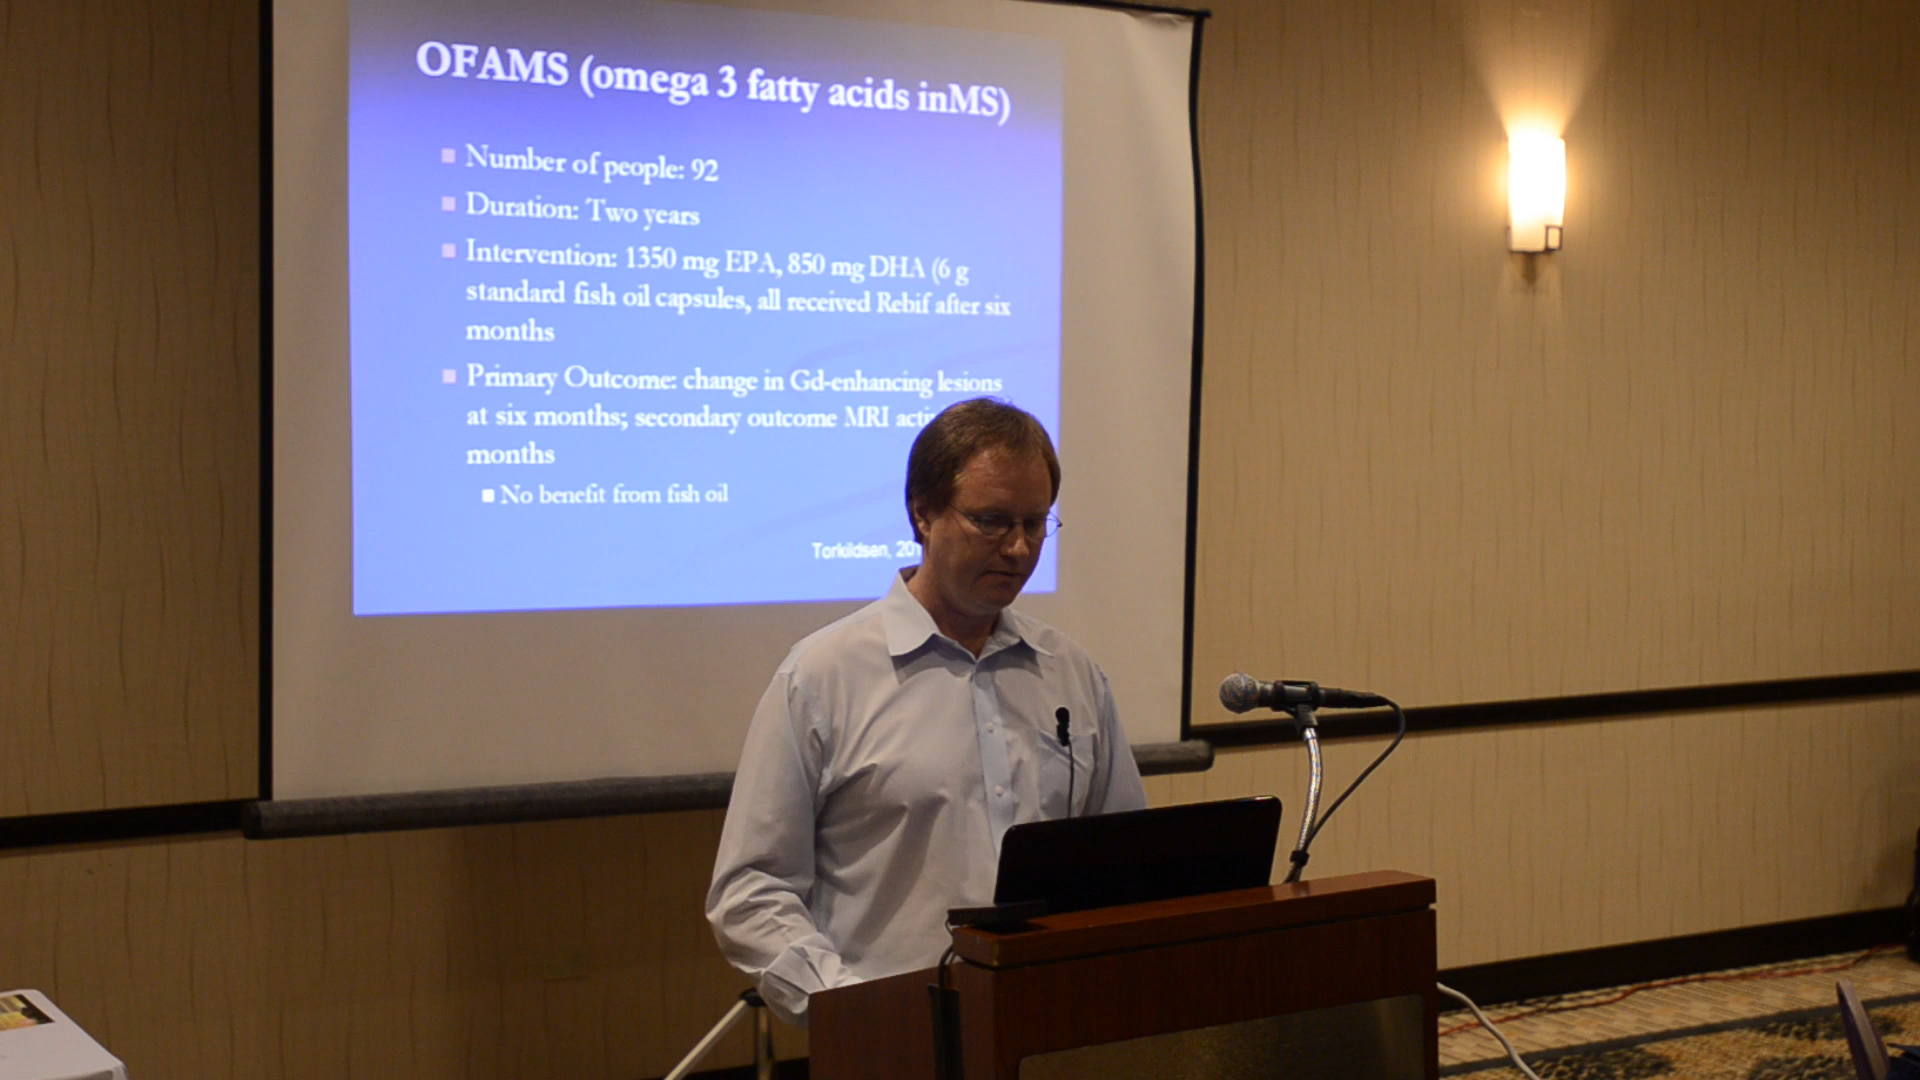 OFAMS (omega 3 fatty acids inMS)
Number of people: 92
Duration: Two years
Intervention: 1350 mg EPA, 850 mg DHA (6 g
standard fish oil capsules, all received Rebif after six
months
Primary Outcome: change in Gd-enhancing lesions
at six months; secondary outcome MRI
months
No benefit from fish oil
Torkildsen,